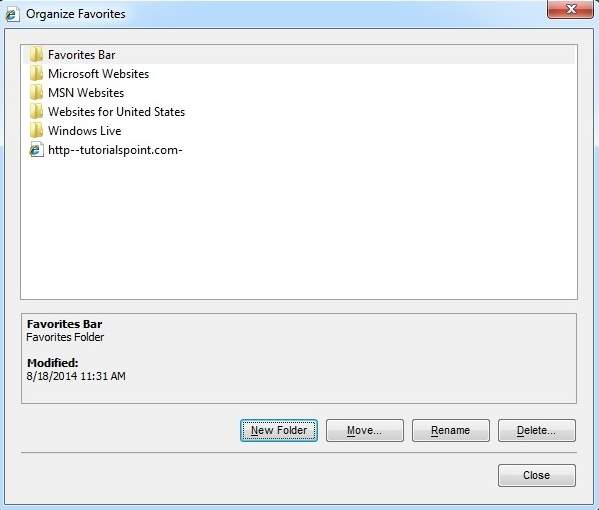 Organize Favorites
Favorites Bar
Microsoft Websites
MSN Websites
Websites for United States
Windows Live
http--tutorialspoint.com-
Favorites Bar
Favorites Folder
Modified:
8/18/2014 11:31 AM
New Folder Move... Rename Delete...
Close